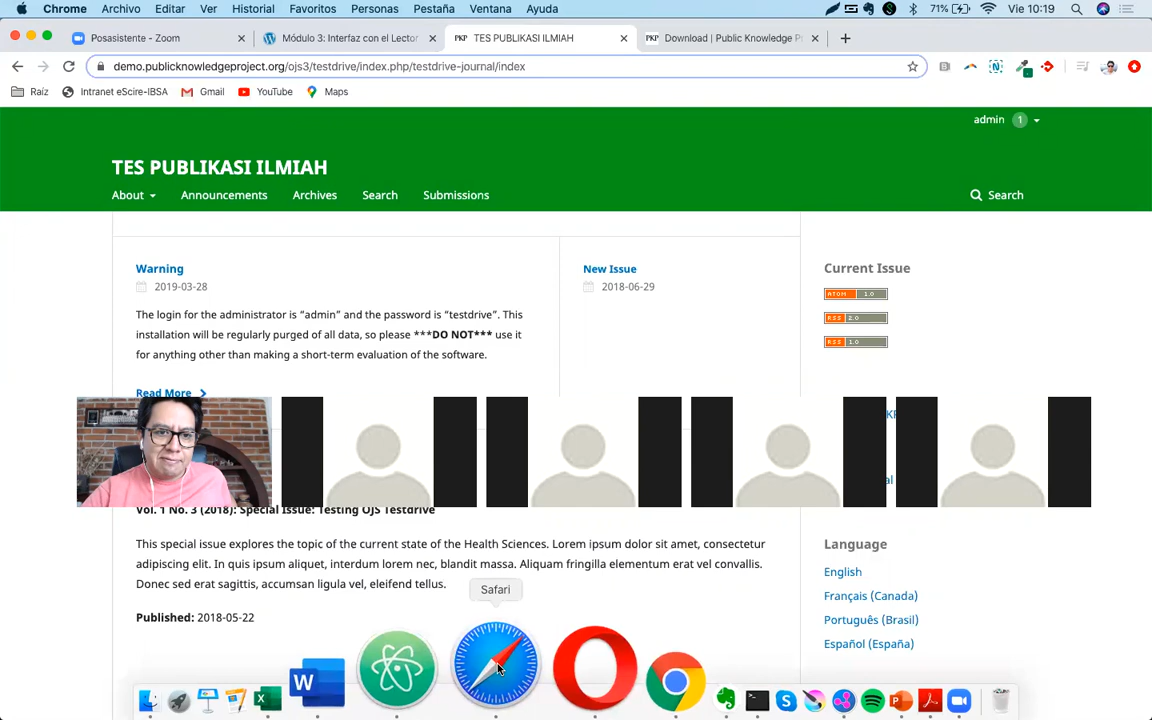 Chrome Archivo Editar Ver Historial Favoritos Personas Pestaña Ventana Ayuda 71% Vie 10:19
Posasistente - Zoom Módulo 3: Interfaz con el Lector PKP TES PUBLIKASI ILMIAH PKP Download | Public Knowledge P
demo.publicknowledgeproject.org/ojs3/testdrive/index.php/testdrive-journal/index
Raíz Intranet eScire-IBSA Gmail YouTube Maps
admin 1
TES PUBLIKASI ILMIAH
About Announcements Archives Search Submissions Search
Warning
2019-03-28
The login for the administrator is “admin” and the password is “testdrive”. This
installation will be regularly purged of all data, so please ***DO NOT*** use it
for anything other than making a short-term evaluation of the software.
Read More
New Issue
2018-06-29
Current Issue
ATOM 1.0
RSS 2.0
RSS 1.0
Vol. 1 No. 3 (2018): Special Issue: Testing OJS Testdrive
This special issue explores the topic of the current state of the Health Sciences. Lorem ipsum dolor sit amet, consectetur
adipiscing elit. In quis ipsum aliquet, interdum lorem nec, blandit massa. Aliquam fringilla elementum erat vel convallis.
Donec sed erat sagittis, accumsan ligula vel, eleifend tellus.
Published: 2018-05-22
Language
English
Français (Canada)
Português (Brasil)
Español (España)
Safari
W